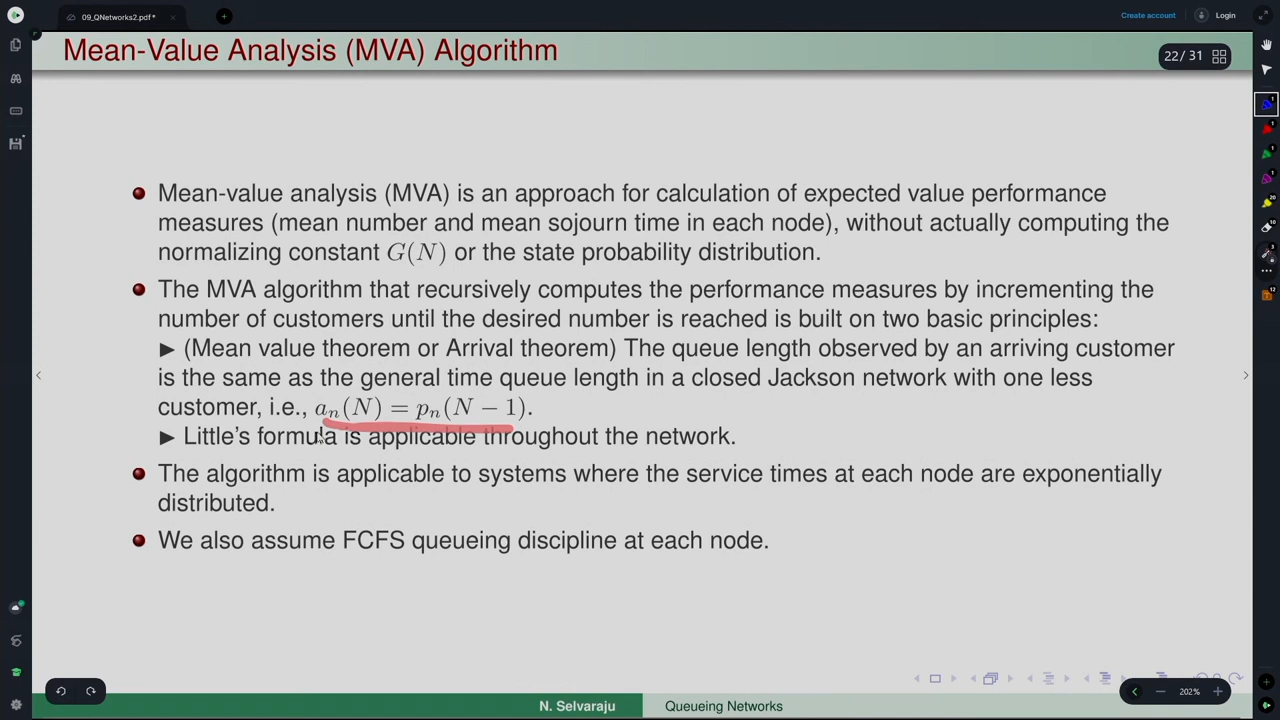 09_QNetworks2.pdf*
Create account
Login
Mean-Value Analysis (MVA) Algorithm
22/ 31
Mean-value analysis (MVA) is an approach for calculation of expected value performance
measures (mean number and mean sojourn time in each node), without actually computing the
normalizing constant G(N) or the state probability distribution.
The MVA algorithm that recursively computes the performance measures by incrementing the
number of customers until the desired number is reached is built on two basic principles:
▶ (Mean value theorem or Arrival theorem) The queue length observed by an arriving customer
is the same as the general time queue length in a closed Jackson network with one less
customer, i.e., aₙ(N) = pₙ(N − 1).
▶ Little's formula is applicable throughout the network.
The algorithm is applicable to systems where the service times at each node are exponentially
distributed.
We also assume FCFS queueing discipline at each node.
202%
N. Selvaraju
Queueing Networks